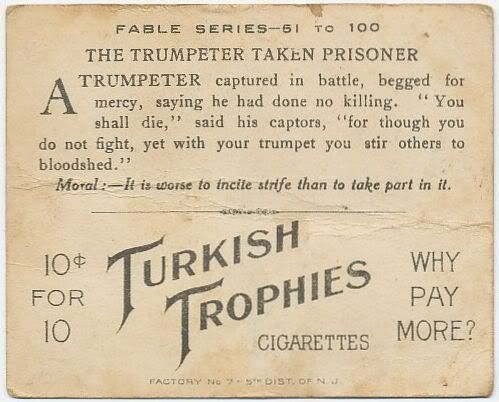 FABLE SERIES—51 TO 100
THE TRUMPETER TAKEN PRISONER
A TRUMPETER captured in battle, begged for
mercy, saying he had done no killing. "You
shall die," said his captors, "for though you
do not fight, yet with your trumpet you stir others to
bloodshed."
Moral:—It is worse to incite strife than to take part in it.
10¢
FOR
10
TURKISH
TROPHIES
CIGARETTES
WHY
PAY
MORE?
FACTORY No 7 - 5TH DIST. OF N. J.